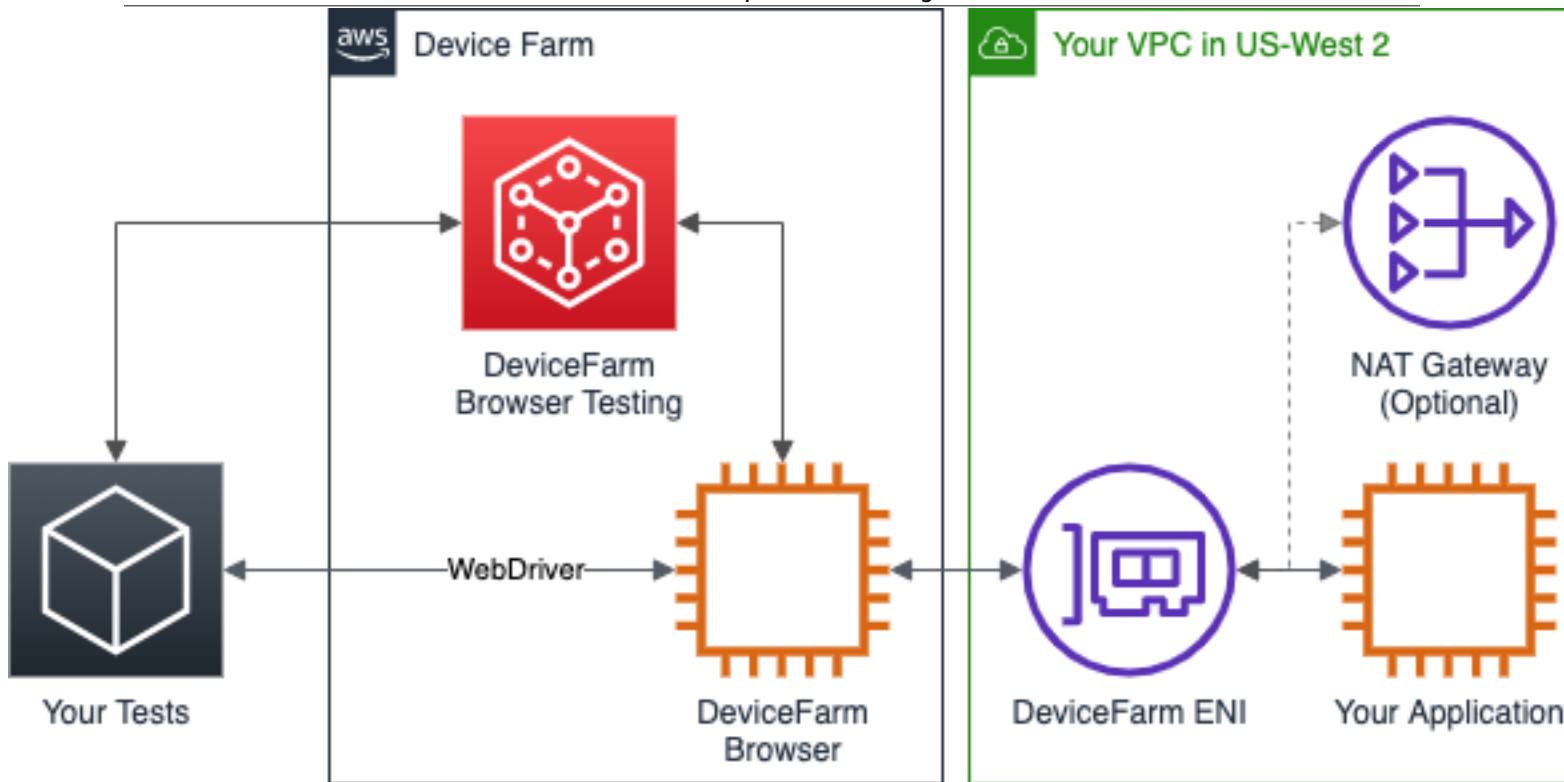 aws
Device Farm
Your VPC in US-West 2
DeviceFarm
Browser Testing
NAT Gateway
(Optional)
WebDriver
Your Tests
DeviceFarm
Browser
DeviceFarm ENI
Your Application